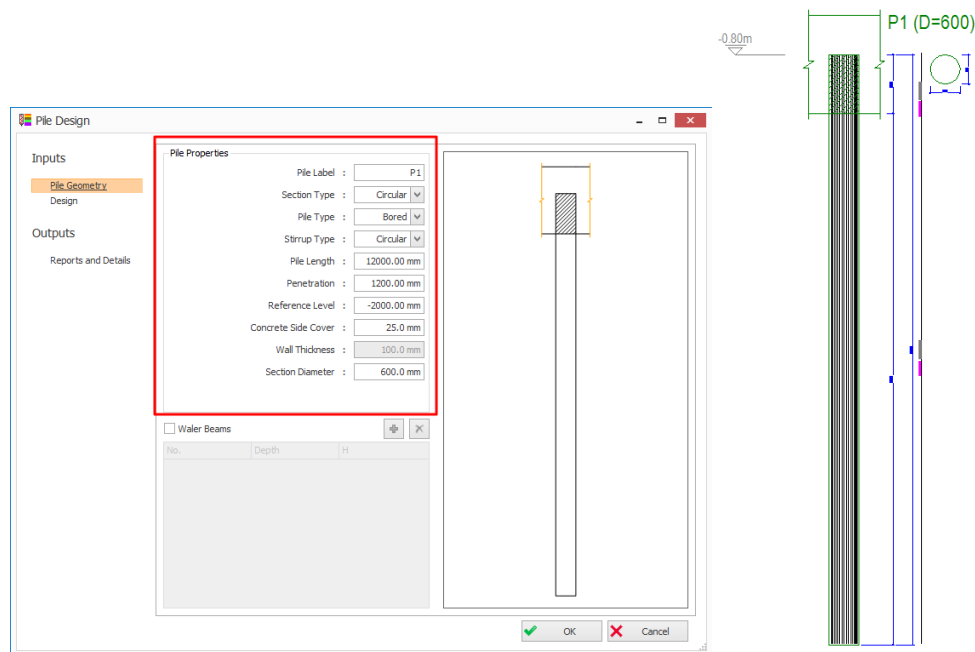 P1 (D=600)
-0.80m
Pile Design
Inputs
Pile Geometry
Design
Outputs
Reports and Details
Pile Properties
Pile Label : P1
Section Type : Circular
Pile Type : Bored
Stirrup Type : Circular
Pile Length : 12000.00 mm
Penetration : 1200.00 mm
Reference Level : -2000.00 mm
Concrete Side Cover : 25.0 mm
Wall Thickness : 100.0 mm
Section Diameter : 600.0 mm
Waler Beams
No. Depth H
OK Cancel